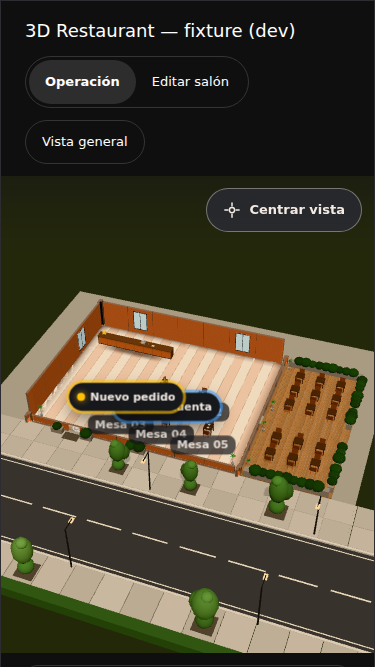 3D Restaurant — fixture (dev)
Operación
Editar salón
Vista general
Centrar vista
Nuevo pedido
Mesa 04
Mesa 05